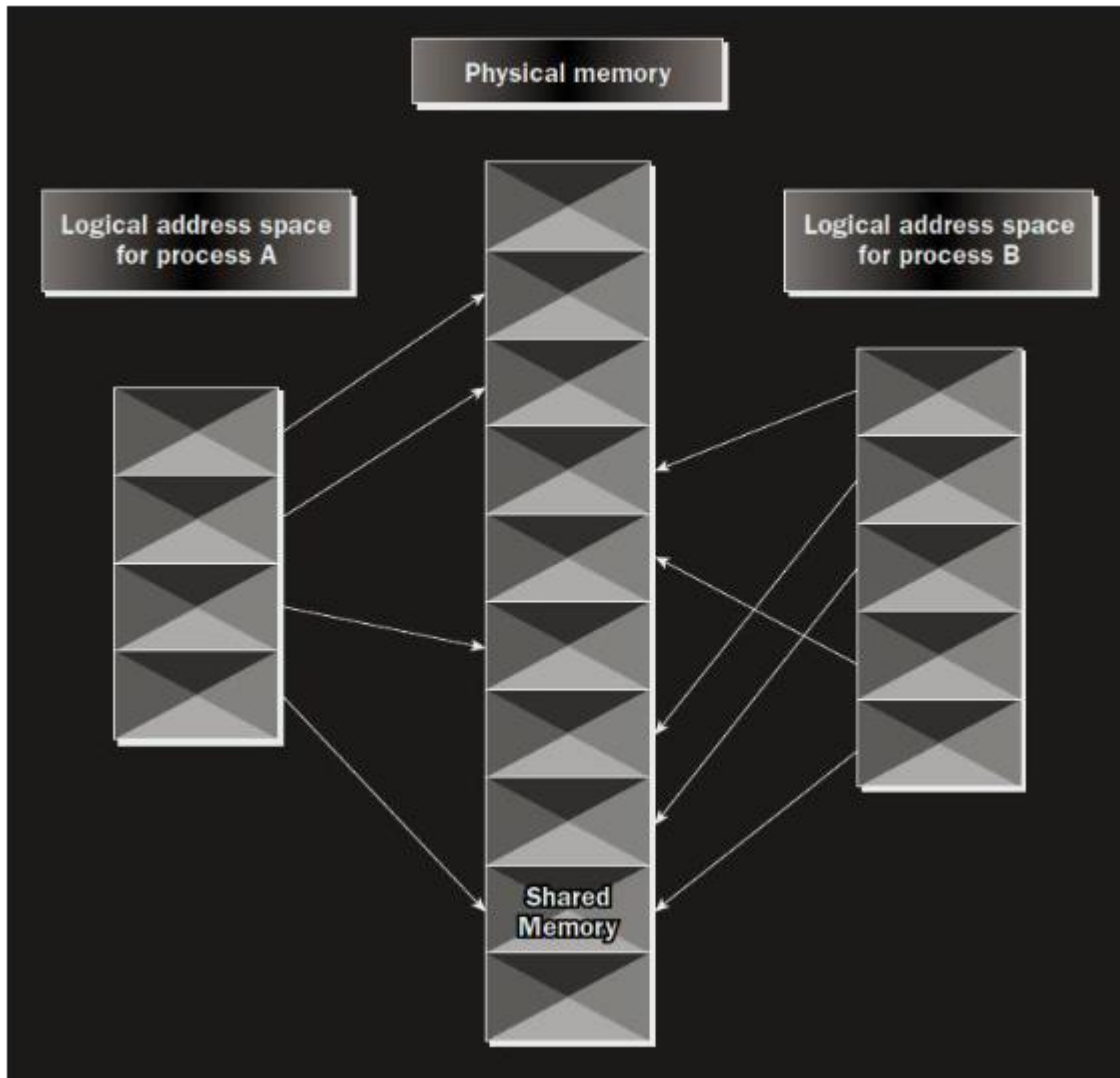 Physical memory
Logical address space
for process A
Logical address space
for process B
Shared
Memory